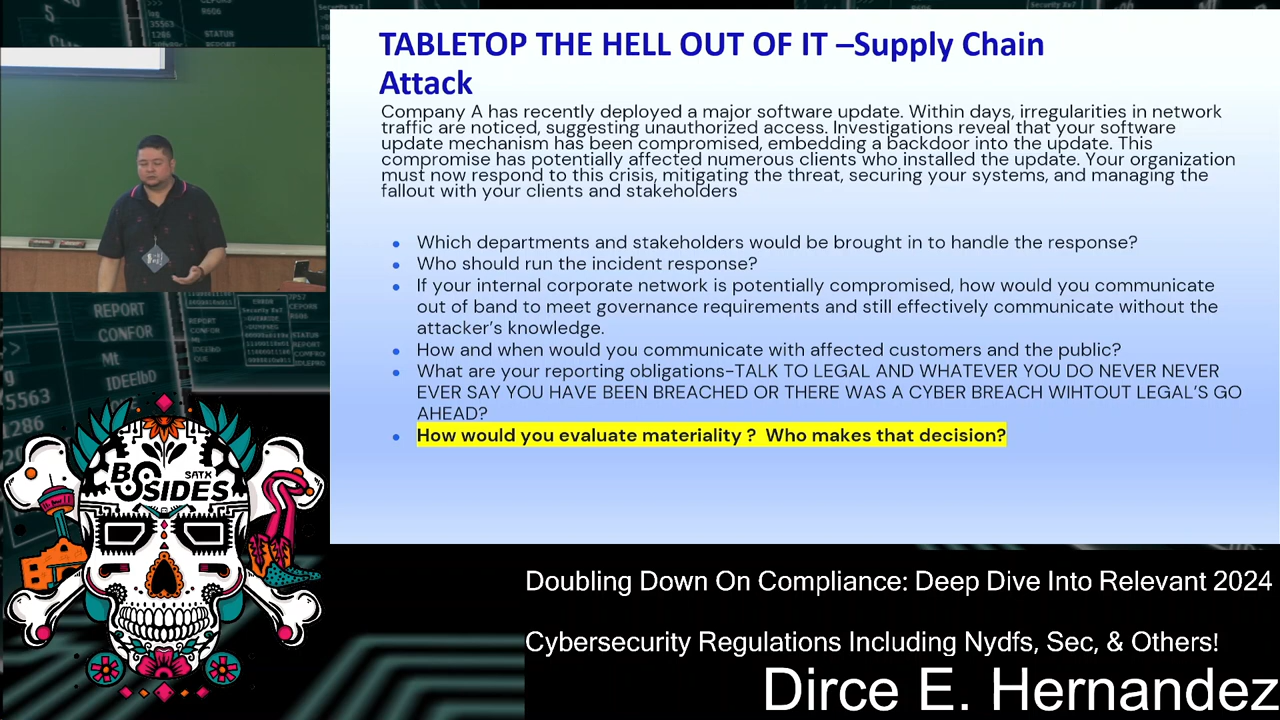 TABLETOP THE HELL OUT OF IT –Supply Chain
Attack
Company A has recently deployed a major software update. Within days, irregularities in network
traffic are noticed, suggesting unauthorized access. Investigations reveal that your software
update mechanism has been compromised, embedding a backdoor into the update. This
compromise has potentially affected numerous clients who installed the update. Your organization
must now respond to this crisis, mitigating the threat, securing your systems, and managing the
fallout with your clients and stakeholders
Which departments and stakeholders would be brought in to handle the response?
Who should run the incident response?
If your internal corporate network is potentially compromised, how would you communicate
out of band to meet governance requirements and still effectively communicate without the
attacker's knowledge.
How and when would you communicate with affected customers and the public?
What are your reporting obligations-TALK TO LEGAL AND WHATEVER YOU DO NEVER NEVER
EVER SAY YOU HAVE BEEN BREACHED OR THERE WAS A CYBER BREACH WIHTOUT LEGAL'S GO
AHEAD?
How would you evaluate materiality ? Who makes that decision?
REPORT
CONFOR
Mt
IDEEIbD
5563
1286
BSIDES
SATX
Doubling Down On Compliance: Deep Dive Into Relevant 2024
Cybersecurity Regulations Including Nydfs, Sec, & Others!
Dirce E. Hernandez